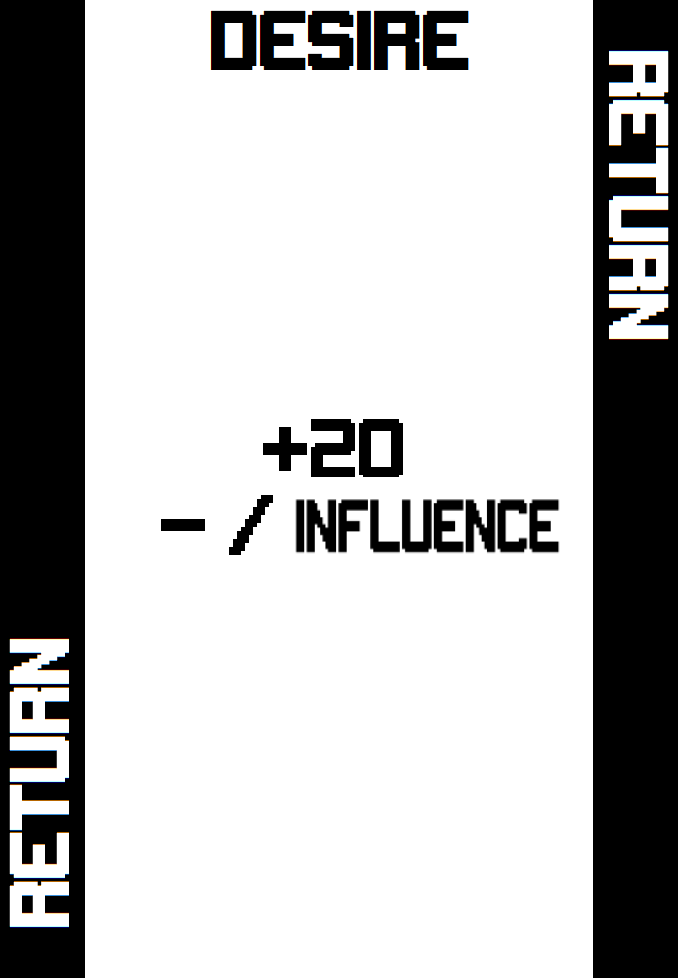 DESIRE
RETURN
+20
- / INFLUENCE
RETURN